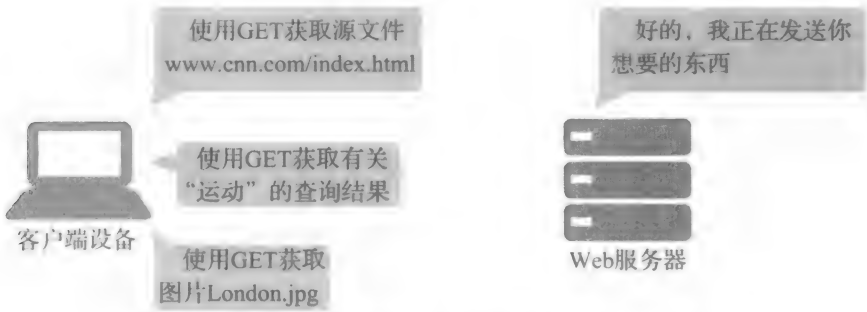 使用GET获取源文件
www.cnn.com/index.html
好的，我正在发送你
想要的东西
使用GET获取有关
“运动”的查询结果
客户端设备
Web服务器
使用GET获取
图片London.jpg